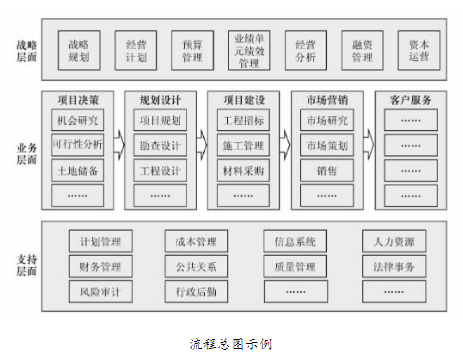 战略层面
战略规划
经营计划
预算管理
业绩单元绩效管理
经营分析
融资管理
资本运营
业务层面
项目决策
机会研究
可行性分析
土地储备
……
规划设计
项目规划
勘查设计
工程设计
……
项目建设
工程招标
施工管理
材料采购
……
市场营销
市场研究
市场策划
销售
……
客户服务
……
……
……
……
支持层面
计划管理
成本管理
信息系统
人力资源
财务管理
公共关系
质量管理
法律事务
风险审计
行政后勤
……
……
流程总图示例